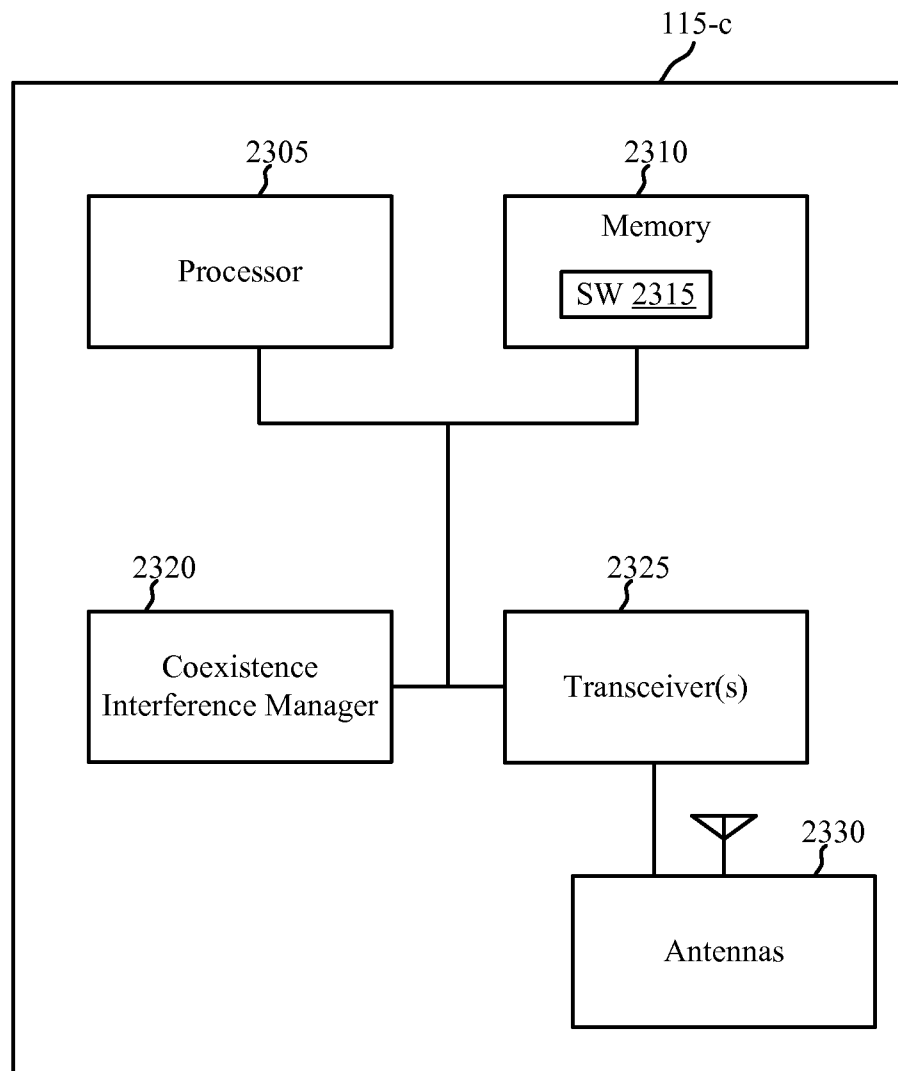 115-c
2305
2310
Processor
Memory
SW 2315
2320
2325
Coexistence
Interference Manager
Transceiver(s)
2330
Antennas